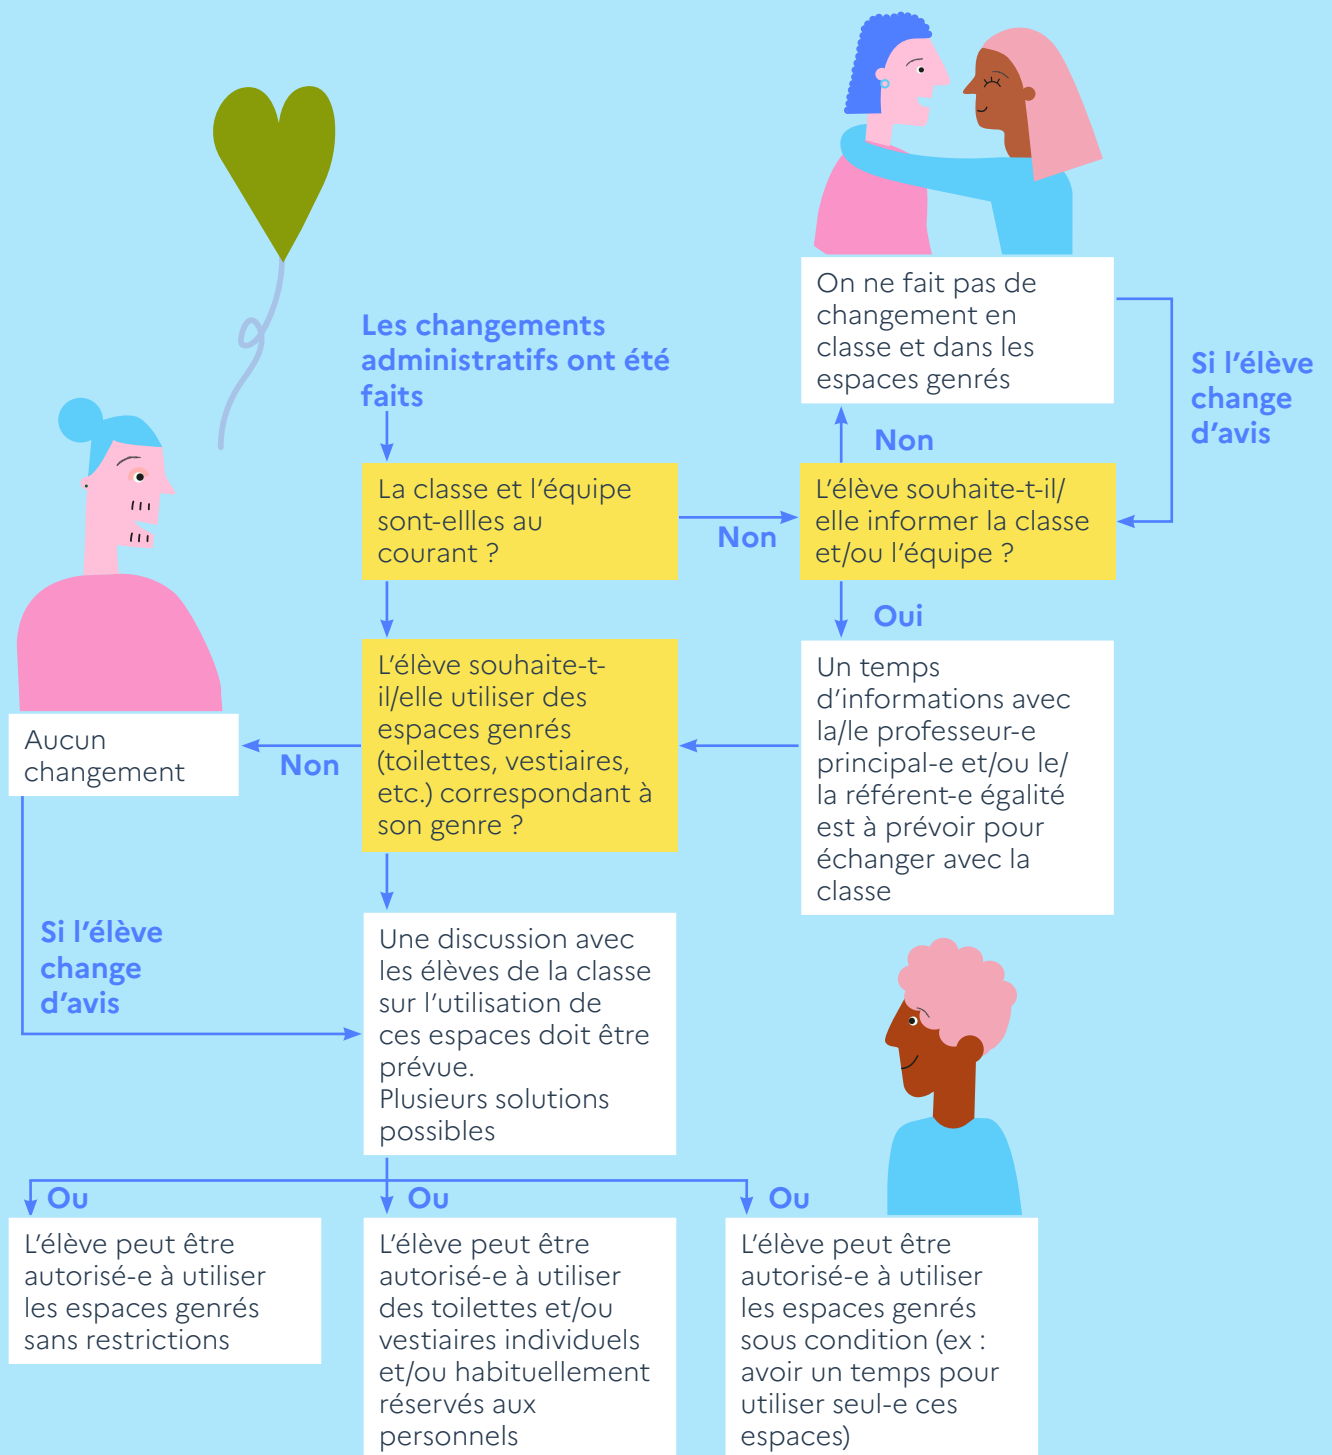 Les changements
administratifs ont été
faits
On ne fait pas de
changement en
classe et dans les
espaces genrés
Si l'élève
change
d'avis
Non
La classe et l'équipe
sont-ellles au
courant ?
Non
L'élève souhaite-t-il/
elle informer la classe
et/ou l'équipe ?
Oui
L'élève souhaite-t-
il/elle utiliser des
espaces genrés
(toilettes, vestiaires,
etc.) correspondant à
son genre ?
Un temps
d'informations avec
la/le professeur-e
principal-e et/ou le/
la référent-e égalité
est à prévoir pour
échanger avec la
classe
Non
Aucun
changement
Si l'élève
change
d'avis
Une discussion avec
les élèves de la classe
sur l'utilisation de
ces espaces doit être
prévue.
Plusieurs solutions
possibles
Ou
L'élève peut être
autorisé-e à utiliser
les espaces genrés
sans restrictions
Ou
L'élève peut être
autorisé-e à utiliser
des toilettes et/ou
vestiaires individuels
et/ou habituellement
réservés aux
personnels
Ou
L'élève peut être
autorisé-e à utiliser
les espaces genrés
sous condition (ex :
avoir un temps pour
utiliser seul-e ces
espaces)